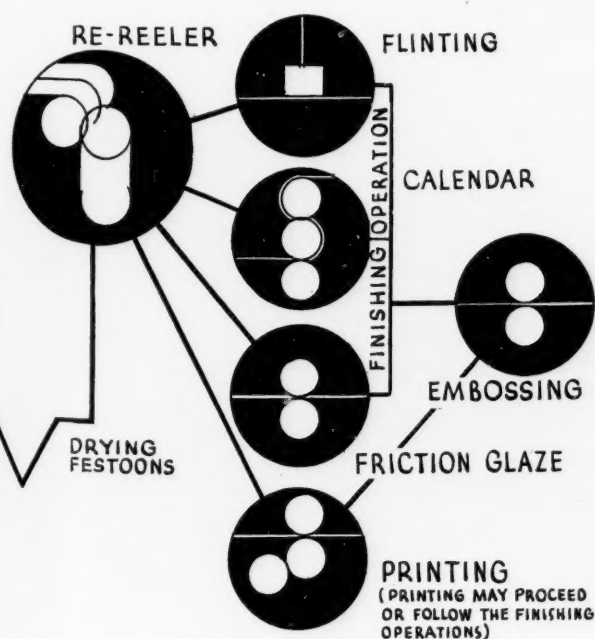 RE-REELER
FLINTING
FINISHING OPERATION
CALENDAR
EMBOSSING
DRYING
FESTOONS
FRICTION GLAZE
PRINTING
(PRINTING MAY PROCEED
OR FOLLOW THE FINISHING
OPERATIONS)